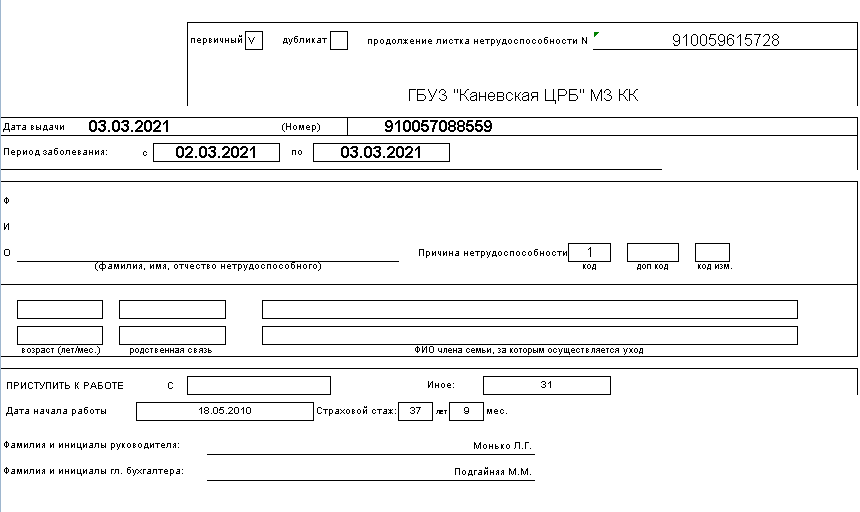 первичный V дубликат продолжение листка нетрудоспособности N 910059615728
ГБУЗ "Каневская ЦРБ" МЗ КК
Дата выдачи 03.03.2021 (Номер) 910057088559
Период заболевания: с 02.03.2021 по 03.03.2021
Ф
И
О Причина нетрудоспособности 1
(фамилия, имя, отчество нетрудоспособного) код доп код код изм.
возраст (лет/мес.) родственная связь ФИО члена семьи, за которым осуществляется уход
ПРИСТУПИТЬ К РАБОТЕ С Иное: 31
Дата начала работы 18.05.2010 Страховой стаж: 37 лет 9 мес.
Фамилия и инициалы руководителя: Монько Л.Г.
Фамилия и инициалы гл. бухгалтера: Подгайная М.М.